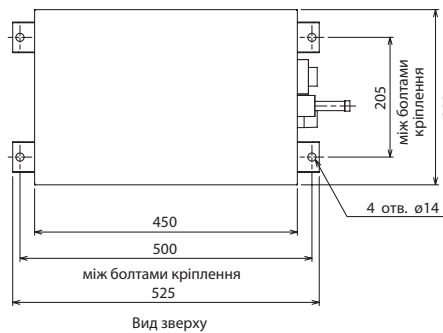 205
між болтами
кріплення
4 отв. ø14
450
500
між болтами кріплення
525
Вид зверху